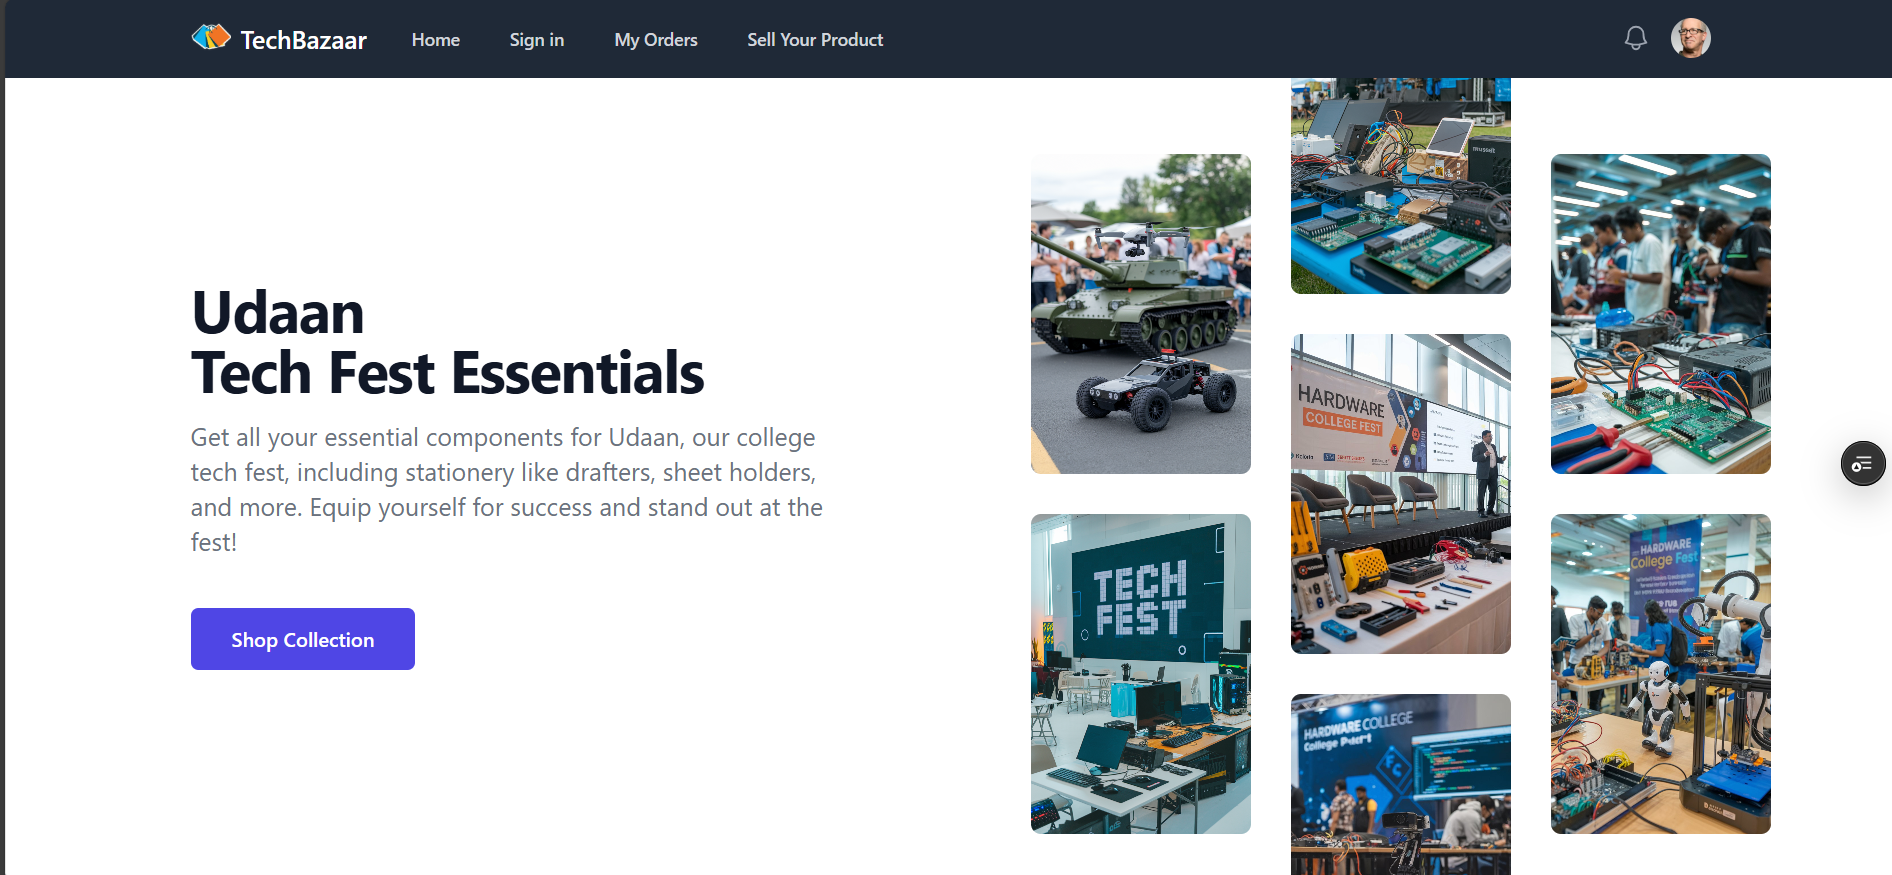 TechBazaar
Home
Sign in
My Orders
Sell Your Product
Udaan
Tech Fest Essentials
Get all your essential components for Udaan, our college
tech fest, including stationery like drafters, sheet holders,
and more. Equip yourself for success and stand out at the
fest!
Shop Collection
HARDWARE
COLLEGE FEST
TECH
FEST
HARDWARE
College Fest
HARDWARE COLLEGE
College